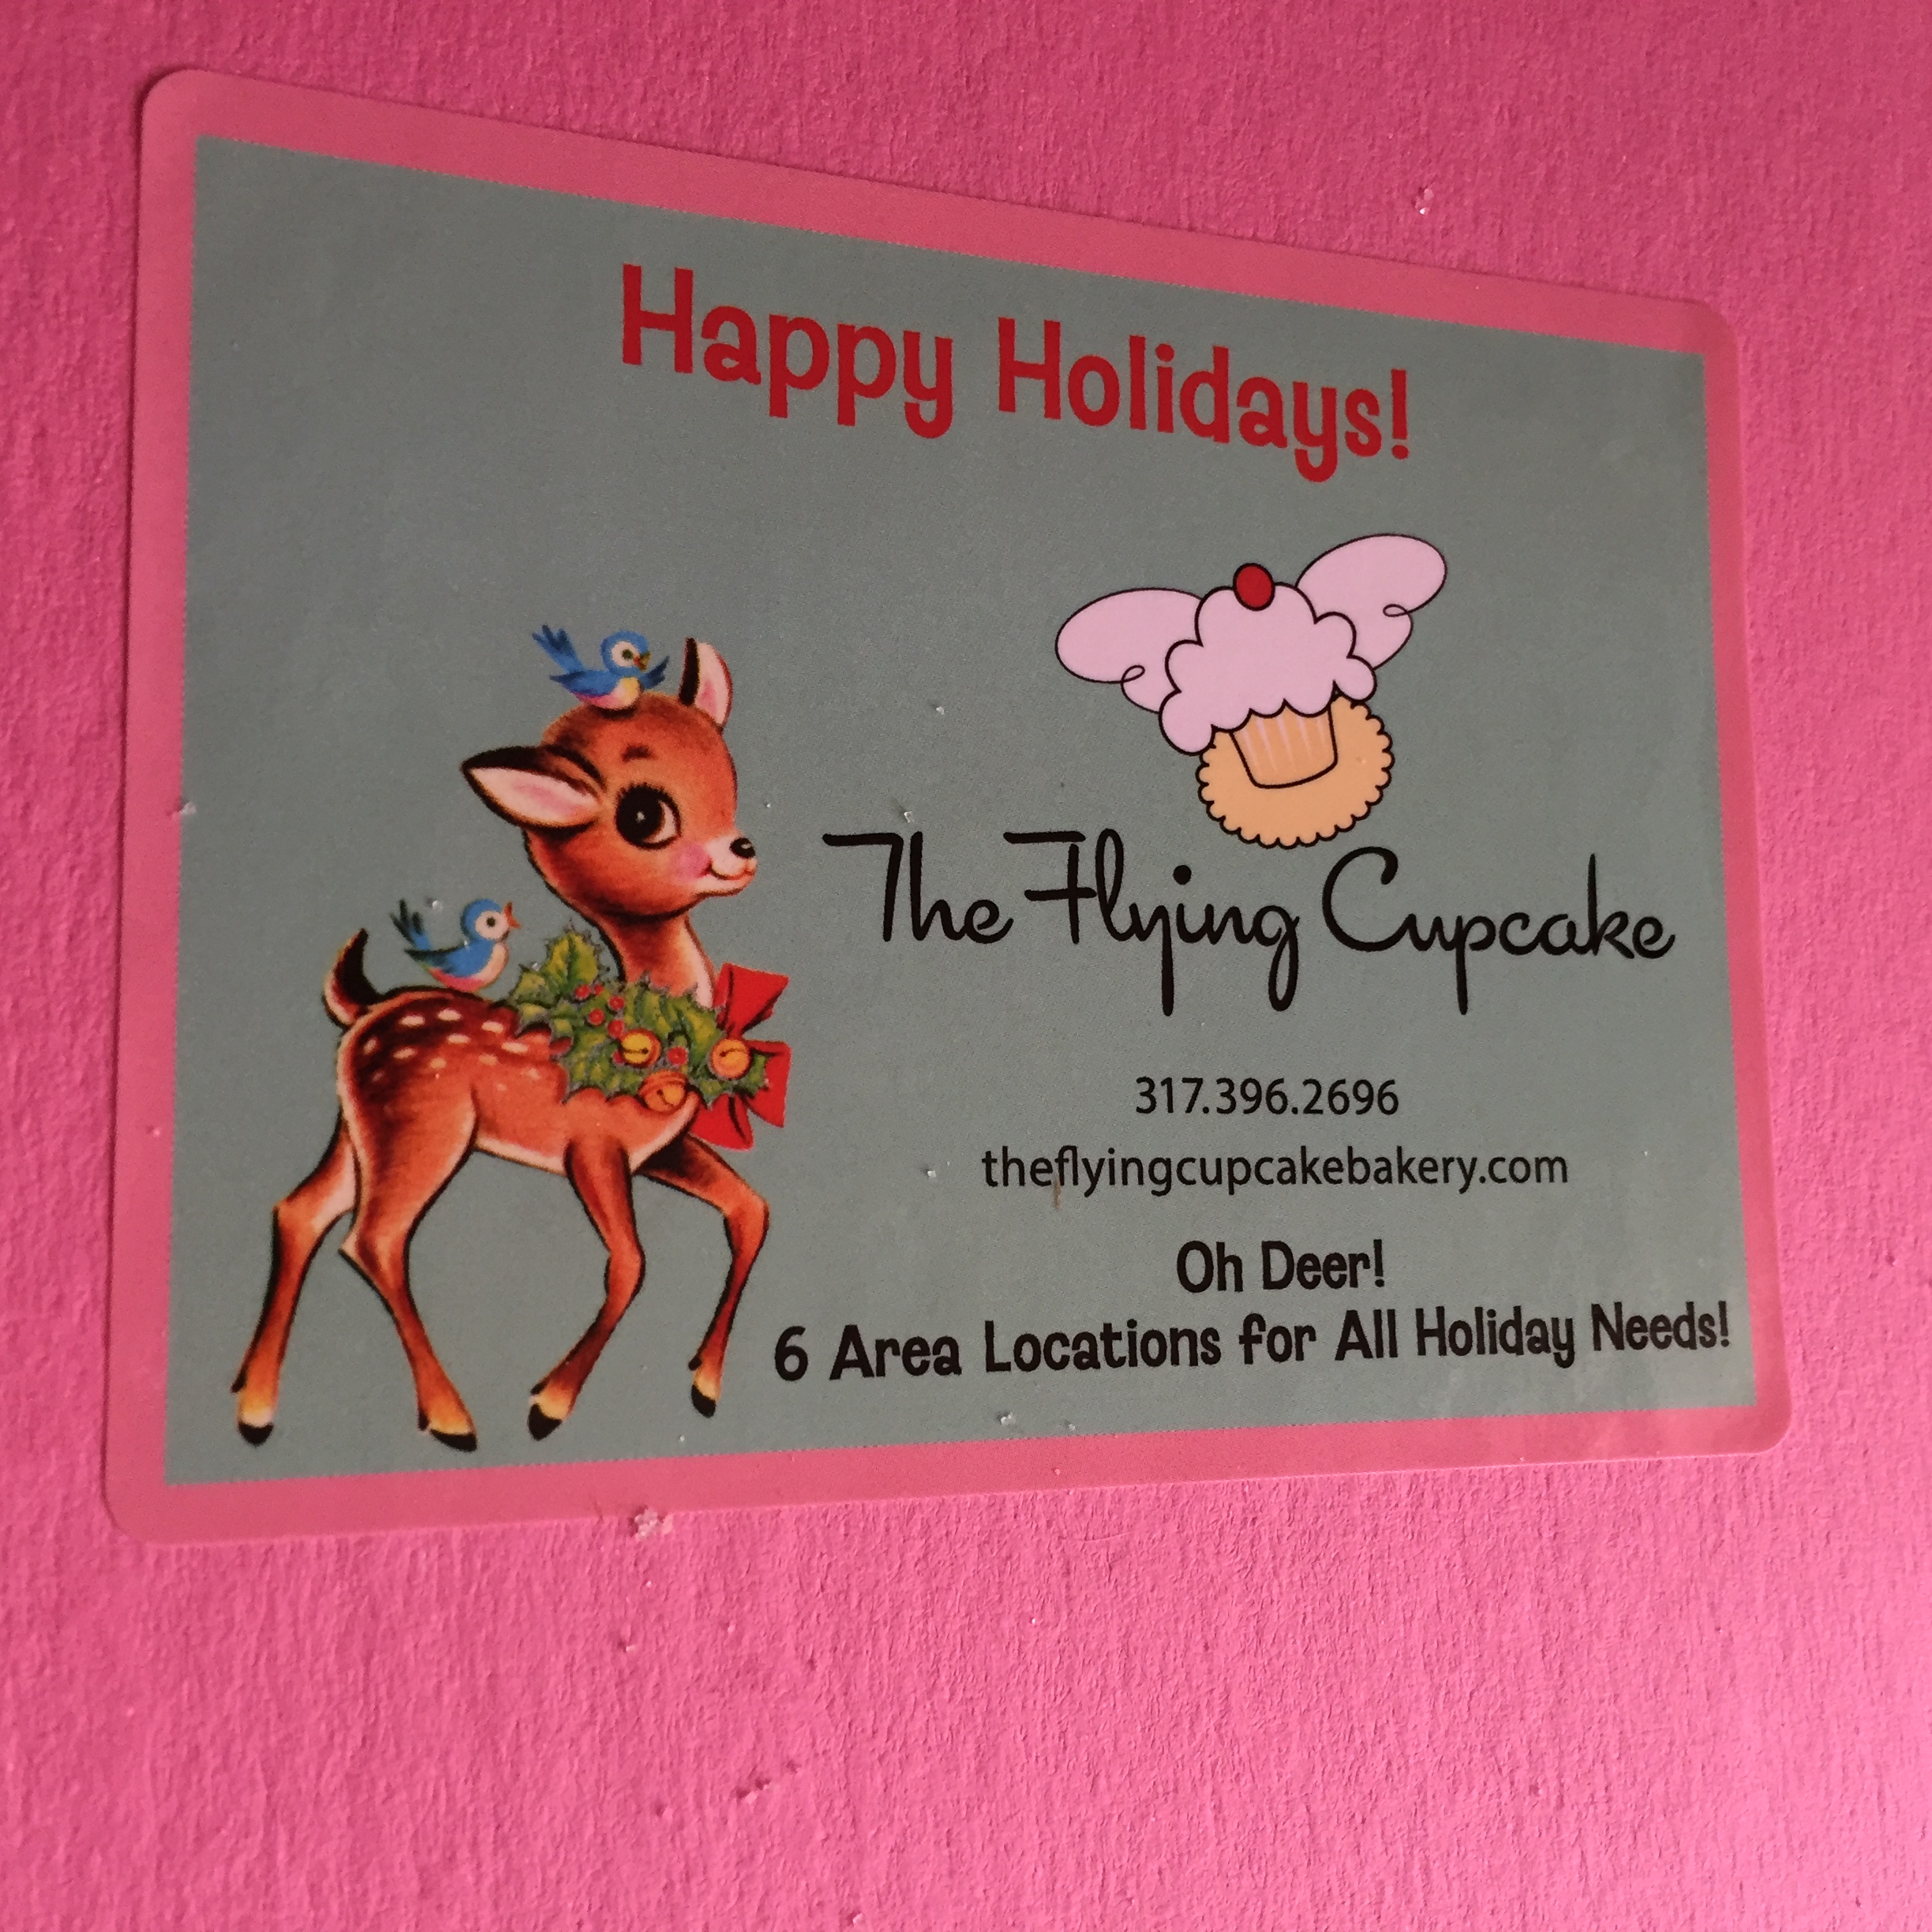 Happy Holidays!
The Flying Cupcake
317.396.2696
theflyingcupcakebakery.com
Oh Deer!
6 Area Locations for All Holiday Needs!